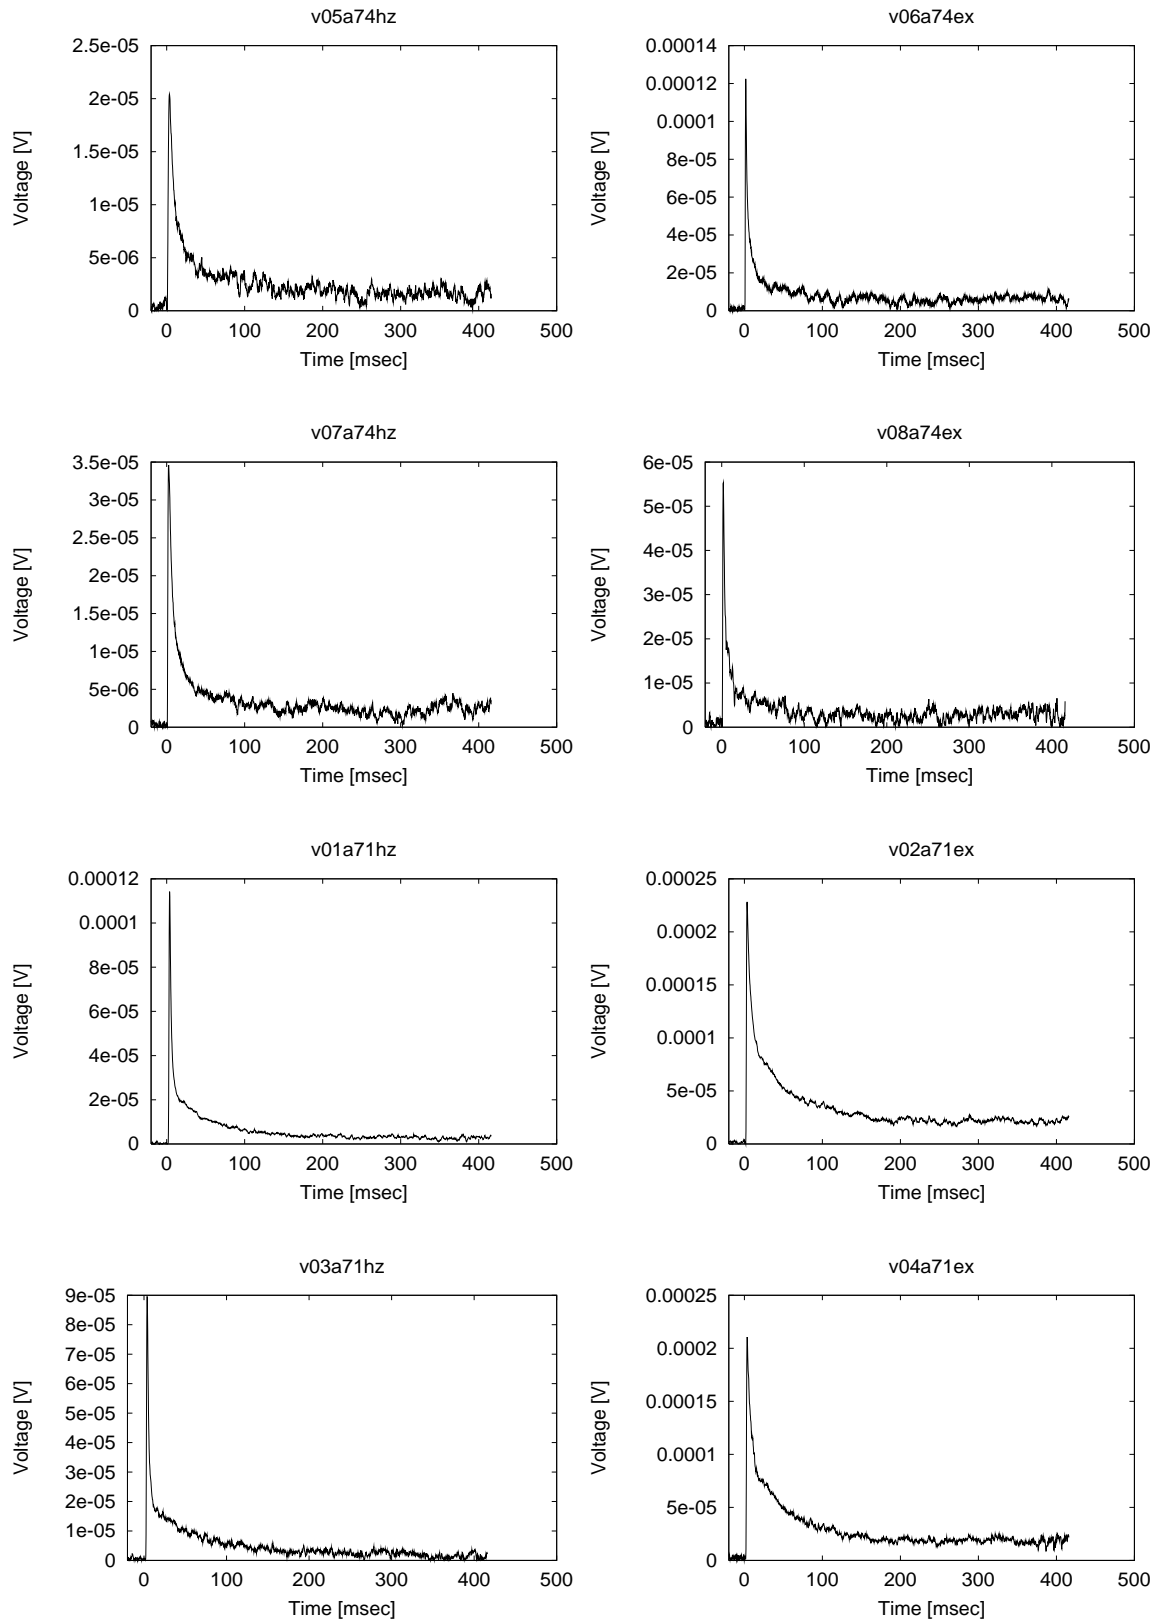 v05a74hz
2.5e-05
2e-05
1.5e-05
1e-05
5e-06
0
Voltage [V]
0 100 200 300 400 500
Time [msec]
v06a74ex
0.00014
0.00012
0.0001
8e-05
6e-05
4e-05
2e-05
0
Voltage [V]
0 100 200 300 400 500
Time [msec]
v07a74hz
3.5e-05
3e-05
2.5e-05
2e-05
1.5e-05
1e-05
5e-06
0
Voltage [V]
0 100 200 300 400 500
Time [msec]
v08a74ex
6e-05
5e-05
4e-05
3e-05
2e-05
1e-05
0
Voltage [V]
0 100 200 300 400 500
Time [msec]
v01a71hz
0.00012
0.0001
8e-05
6e-05
4e-05
2e-05
0
Voltage [V]
0 100 200 300 400 500
Time [msec]
v02a71ex
0.00025
0.0002
0.00015
0.0001
5e-05
0
Voltage [V]
0 100 200 300 400 500
Time [msec]
v03a71hz
9e-05
8e-05
7e-05
6e-05
5e-05
4e-05
3e-05
2e-05
1e-05
0
Voltage [V]
0 100 200 300 400 500
Time [msec]
v04a71ex
0.00025
0.0002
0.00015
0.0001
5e-05
0
Voltage [V]
0 100 200 300 400 500
Time [msec]